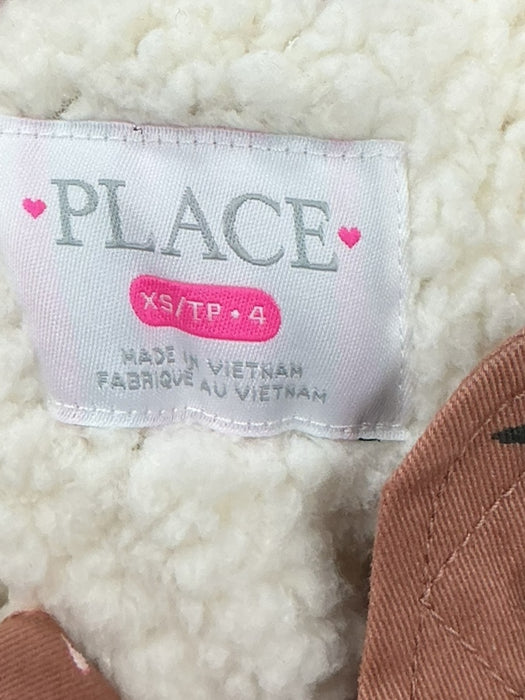 PLACE
XS/TP • 4
MADE IN VIETNAM
FABRIQUÉ AU VIETNAM